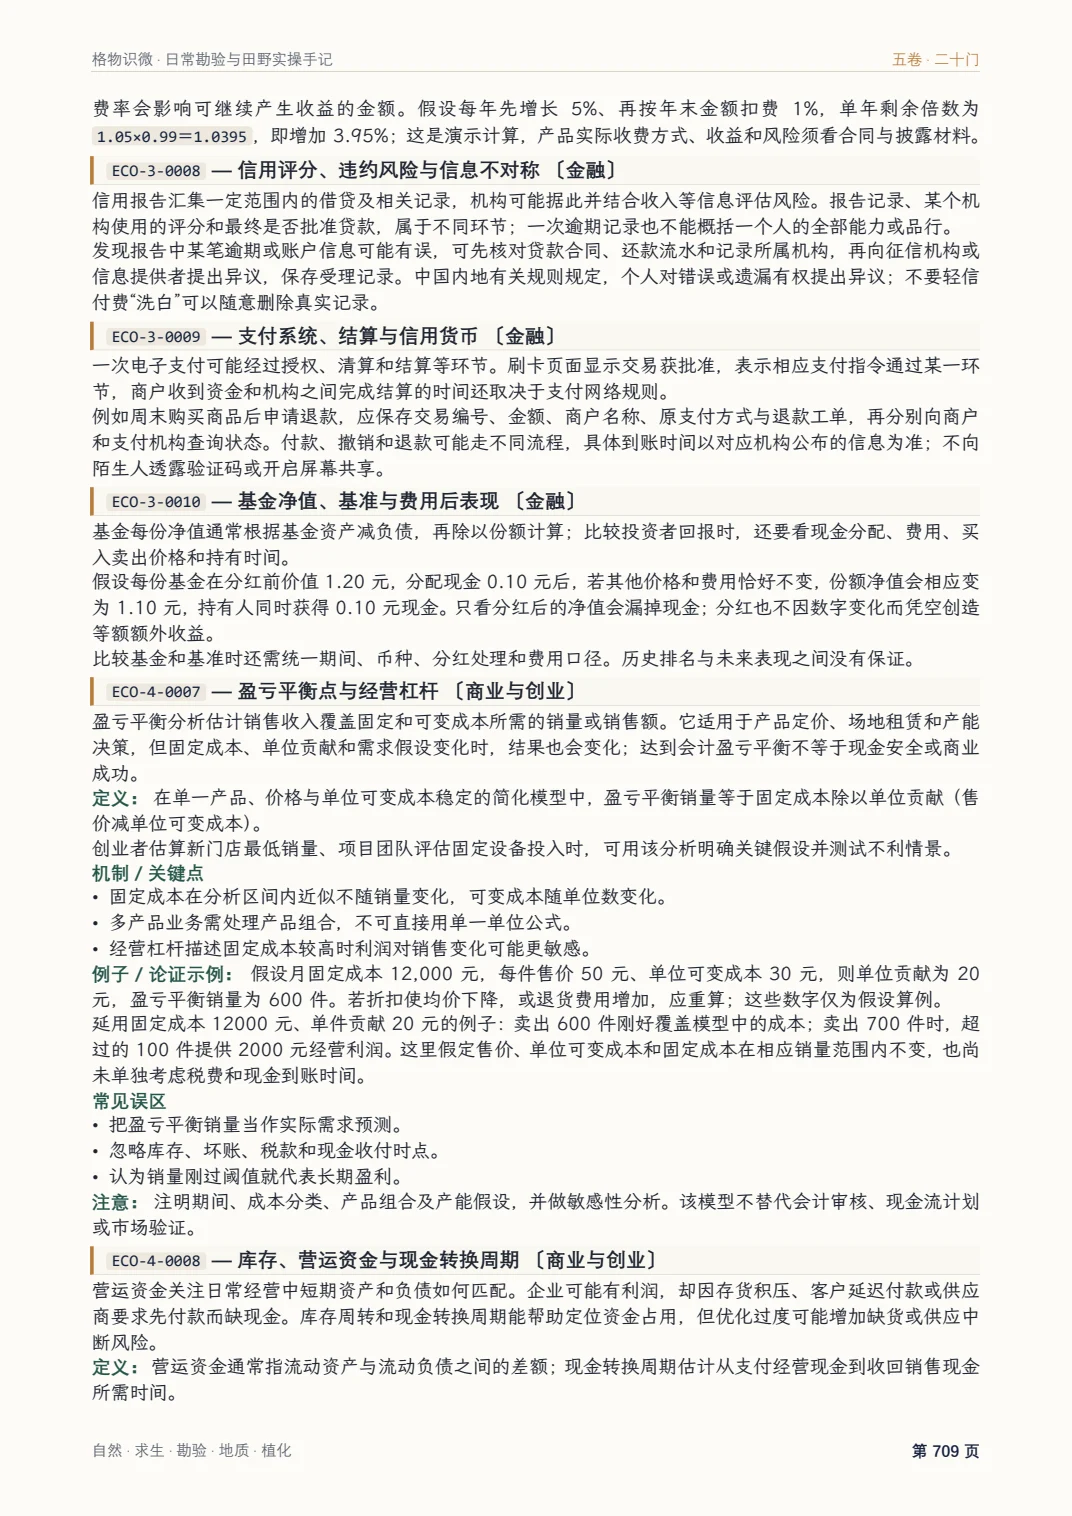 格物识微 · 日常勘验与田野实操手记
五卷 · 二十门
费率会影响可继续产生收益的金额。假设每年先增长 5%、再按年末金额扣费 1%，单年剩余倍数为
1.05×0.99＝1.0395，即增加 3.95%；这是演示计算，产品实际收费方式、收益和风险须看合同与披露材料。
ECO-3-0008 — 信用评分、违约风险与信息不对称 〔金融〕
信用报告汇集一定范围内的借贷及相关记录，机构可能据此并结合收入等信息评估风险。报告记录、某个机
构使用的评分和最终是否批准贷款，属于不同环节；一次逾期记录也不能概括一个人的全部能力或品行。
发现报告中某笔逾期或账户信息可能有误，可先核对贷款合同、还款流水和记录所属机构，再向征信机构或
信息提供者提出异议，保存受理记录。中国内地有关规则规定，个人对错误或遗漏有权提出异议；不要轻信
付费“洗白”可以随意删除真实记录。
ECO-3-0009 — 支付系统、结算与信用货币 〔金融〕
一次电子支付可能经过授权、清算和结算等环节。刷卡页面显示交易获批准，表示相应支付指令通过某一环
节，商户收到资金和机构之间完成结算的时间还取决于支付网络规则。
例如周末购买商品后申请退款，应保存交易编号、金额、商户名称、原支付方式与退款工单，再分别向商户
和支付机构查询状态。付款、撤销和退款可能走不同流程，具体到账时间以对应机构公布的信息为准；不向
陌生人透露验证码或开启屏幕共享。
ECO-3-0010 — 基金净值、基准与费用后表现 〔金融〕
基金每份净值通常根据基金资产减负债，再除以份额计算；比较投资者回报时，还要看现金分配、费用、买
入卖出价格和持有时间。
假设每份基金在分红前价值 1.20 元，分配现金 0.10 元后，若其他价格和费用恰好不变，份额净值会相应变
为 1.10 元，持有人同时获得 0.10 元现金。只看分红后的净值会漏掉现金；分红也不因数字变化而凭空创造
等额额外收益。
比较基金和基准时还需统一期间、币种、分红处理和费用口径。历史排名与未来表现之间没有保证。
ECO-4-0007 — 盈亏平衡点与经营杠杆 〔商业与创业〕
盈亏平衡分析估计销售收入覆盖固定和可变成本所需的销量或销售额。它适用于产品定价、场地租赁和产能
决策，但固定成本、单位贡献和需求假设变化时，结果也会变化；达到会计盈亏平衡不等于现金安全或商业
成功。
定义： 在单一产品、价格与单位可变成本稳定的简化模型中，盈亏平衡销量等于固定成本除以单位贡献（售
价减单位可变成本）。
创业者估算新门店最低销量、项目团队评估固定设备投入时，可用该分析明确关键假设并测试不利情景。
机制 / 关键点
• 固定成本在分析区间内近似不随销量变化，可变成本随单位数变化。
• 多产品业务需处理产品组合，不可直接用单一单位公式。
• 经营杠杆描述固定成本较高时利润对销售变化可能更敏感。
例子 / 论证示例： 假设月固定成本 12,000 元，每件售价 50 元、单位可变成本 30 元，则单位贡献为 20
元，盈亏平衡销量为 600 件。若折扣使均价下降，或退货费用增加，应重算；这些数字仅为假设算例。
延用固定成本 12000 元、单件贡献 20 元的例子：卖出 600 件刚好覆盖模型中的成本；卖出 700 件时，超
过的 100 件提供 2000 元经营利润。这里假定售价、单位可变成本和固定成本在相应销量范围内不变，也尚
未单独考虑税费和现金到账时间。
常见误区
• 把盈亏平衡销量当作实际需求预测。
• 忽略库存、坏账、税款和现金收付时点。
• 认为销量刚过阈值就代表长期盈利。
注意： 注明期间、成本分类、产品组合及产能假设，并做敏感性分析。该模型不替代会计审核、现金流计划
或市场验证。
ECO-4-0008 — 库存、营运资金与现金转换周期 〔商业与创业〕
营运资金关注日常经营中短期资产和负债如何匹配。企业可能有利润，却因存货积压、客户延迟付款或供应
商要求先付款而缺现金。库存周转和现金转换周期能帮助定位资金占用，但优化过度可能增加缺货或供应中
断风险。
定义： 营运资金通常指流动资产与流动负债之间的差额；现金转换周期估计从支付经营现金到收回销售现金
所需时间。
自然 · 求生 · 勘验 · 地质 · 植化
第 709 页